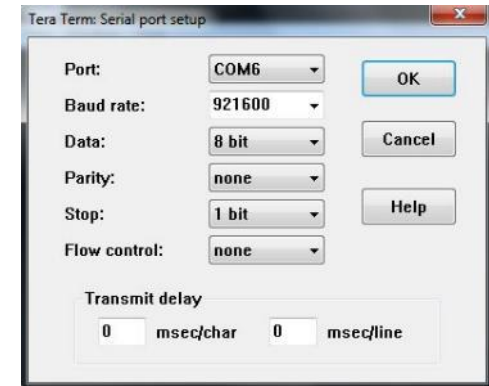 Tera Term: Serial port setup
Port: COM6 OK
Baud rate: 921600
Data: 8 bit Cancel
Parity: none
Stop: 1 bit Help
Flow control: none
Transmit delay
0 msec/char 0 msec/line